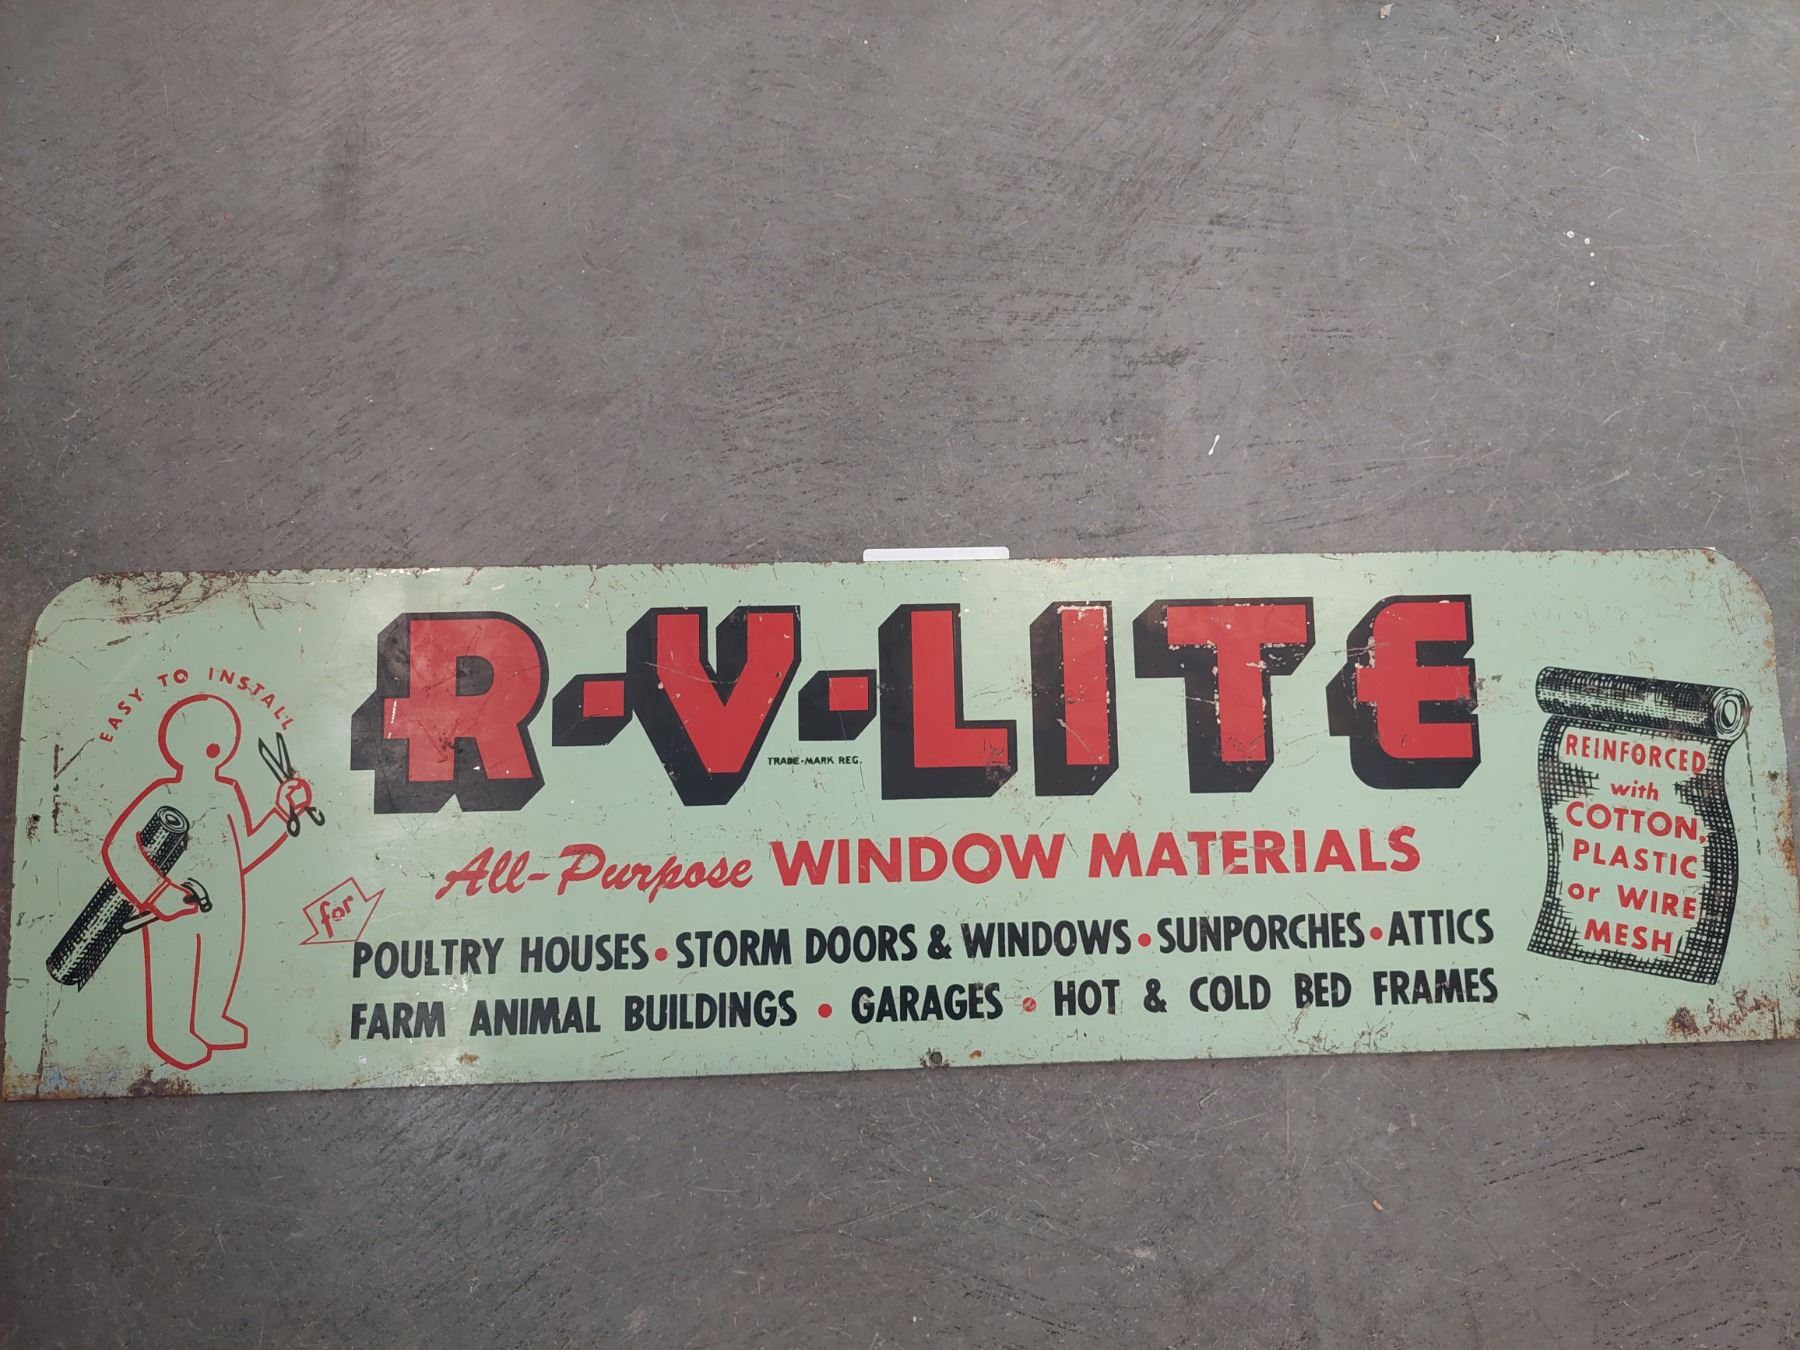 EASY TO INSTALL
R-V-LITE
TRADE-MARK REG.
All-Purpose WINDOW MATERIALS
for
POULTRY HOUSES • STORM DOORS & WINDOWS • SUNPORCHES • ATTICS
FARM ANIMAL BUILDINGS • GARAGES • HOT & COLD BED FRAMES
REINFORCED
with
COTTON,
PLASTIC
or WIRE
MESH